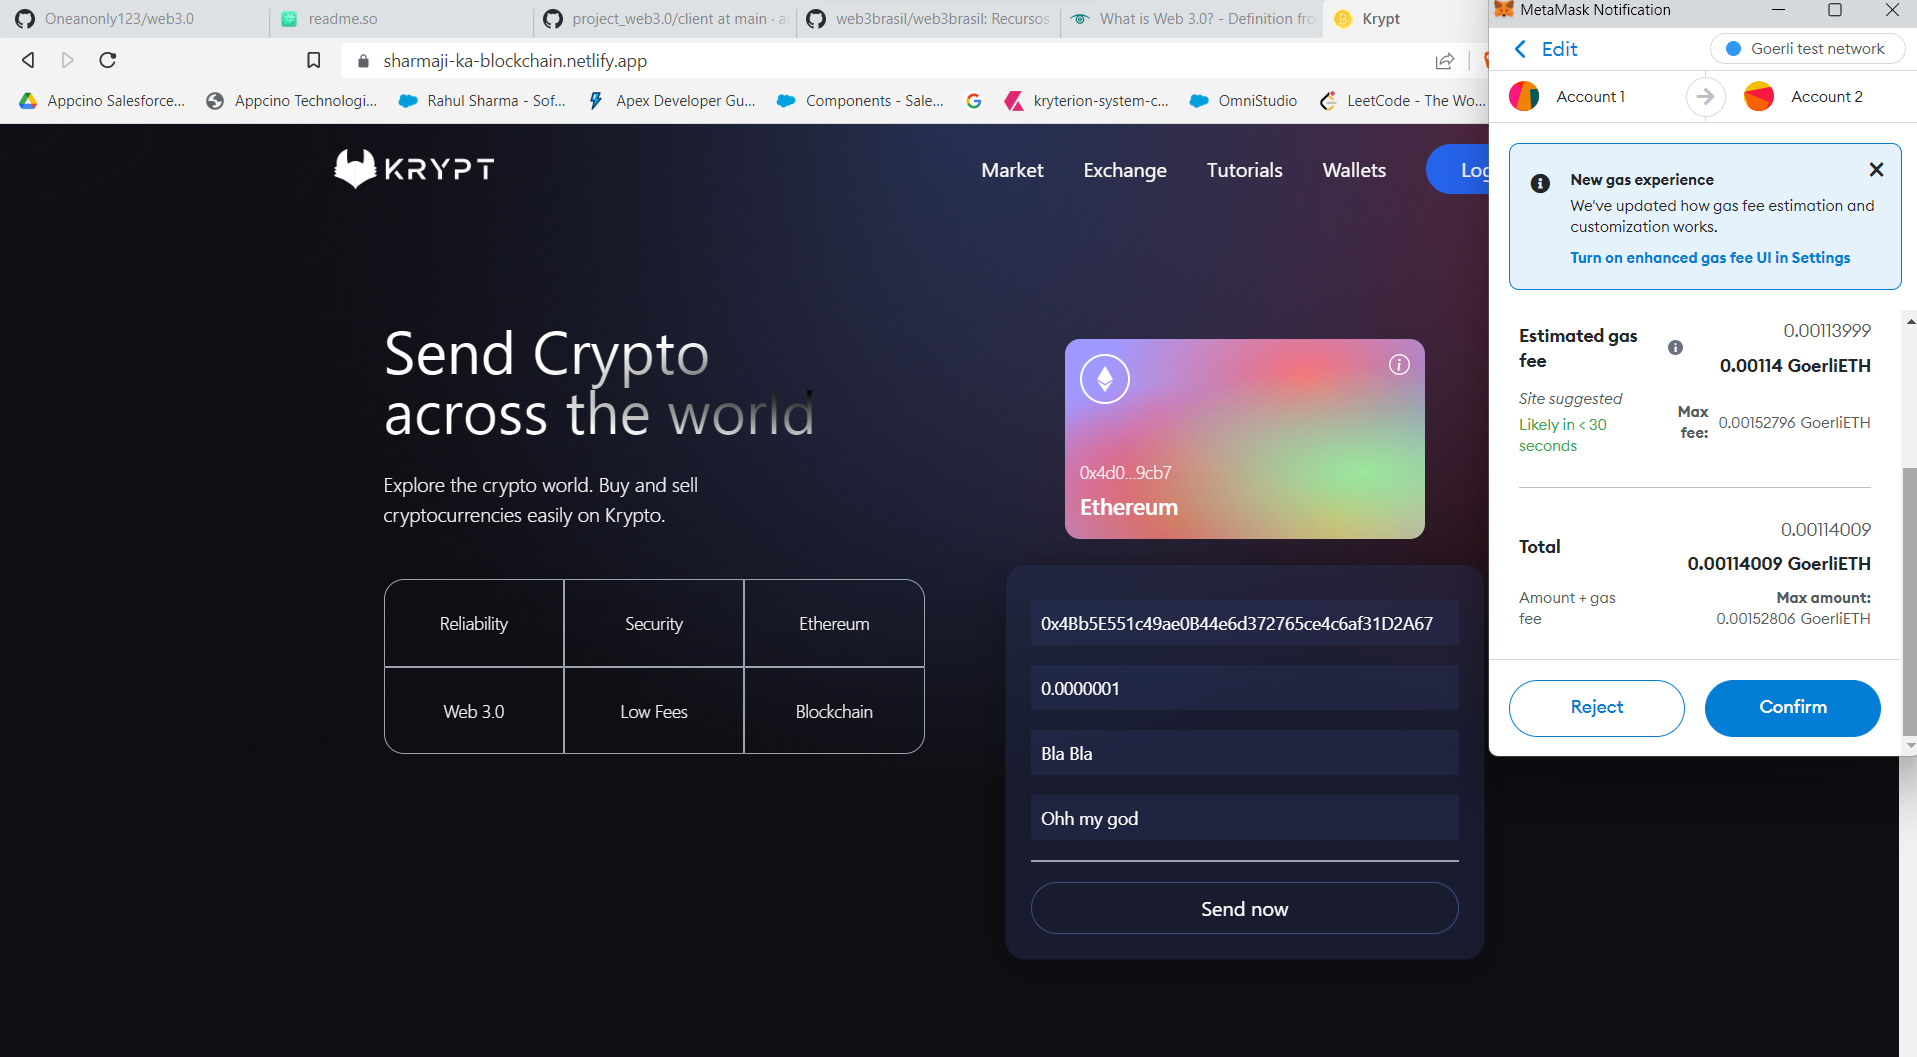 Oneanonly123/web3.0
readme.so
project_web3.0/client at main · ac
web3brasil/web3brasil: Recursos
What is Web 3.0? - Definition fro
Krypt
sharmaji-ka-blockchain.netlify.app
Appcino Salesforce...
Appcino Technologi...
Rahul Sharma - Sof...
Apex Developer Gu...
Components - Sale...
kryterion-system-c...
OmniStudio
LeetCode - The Wo...
KRYPT
Market
Exchange
Tutorials
Wallets
Log
Send Crypto
across the world
Explore the crypto world. Buy and sell
cryptocurrencies easily on Krypto.
Reliability
Security
Ethereum
Web 3.0
Low Fees
Blockchain
0x4d0...9cb7
Ethereum
0x4Bb5E551c49ae0B44e6d372765ce4c6af31D2A67
0.0000001
Bla Bla
Ohh my god
Send now
MetaMask Notification
Edit
Goerli test network
Account 1
Account 2
New gas experience
We've updated how gas fee estimation and
customization works.
Turn on enhanced gas fee UI in Settings
Estimated gas
fee
0.00113999
0.00114 GoerliETH
Site suggested
Likely in < 30
seconds
Max
fee:
0.00152796 GoerliETH
Total
0.00114009
0.00114009 GoerliETH
Amount + gas
fee
Max amount:
0.00152806 GoerliETH
Reject
Confirm